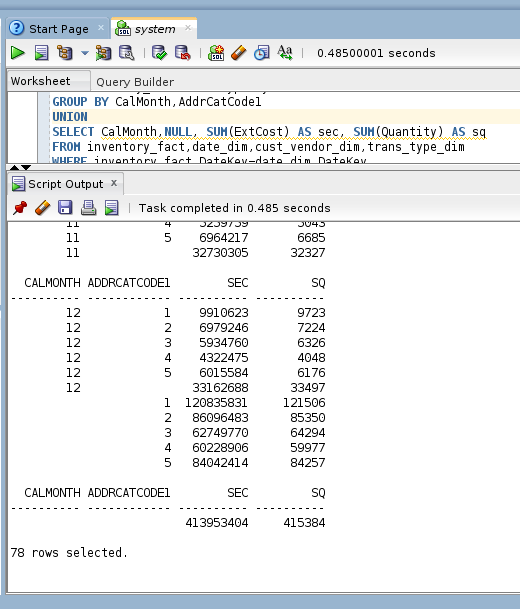 Start Page system
0.48500001 seconds
Worksheet Query Builder
GROUP BY CalMonth,AddrCatCode1
UNION
SELECT CalMonth,NULL, SUM(ExtCost) AS sec, SUM(Quantity) AS sq
FROM inventory_fact,date_dim,cust_vendor_dim,trans_type_dim
WHERE inventory_fact.DateKey=date_dim.DateKey
Script Output x
Task completed in 0.485 seconds
11 4 5259759 5043
11 5 6964217 6685
11 32730305 32327
CALMONTH ADDRCATCODE1 SEC SQ
---------- ------------ ---------- ----------
12 1 9910623 9723
12 2 6979246 7224
12 3 5934760 6326
12 4 4322475 4048
12 5 6015584 6176
12 33162688 33497
1 120835831 121506
2 86096483 85350
3 62749770 64294
4 60228906 59977
5 84042414 84257
CALMONTH ADDRCATCODE1 SEC SQ
---------- ------------ ---------- ----------
413953404 415384
78 rows selected.